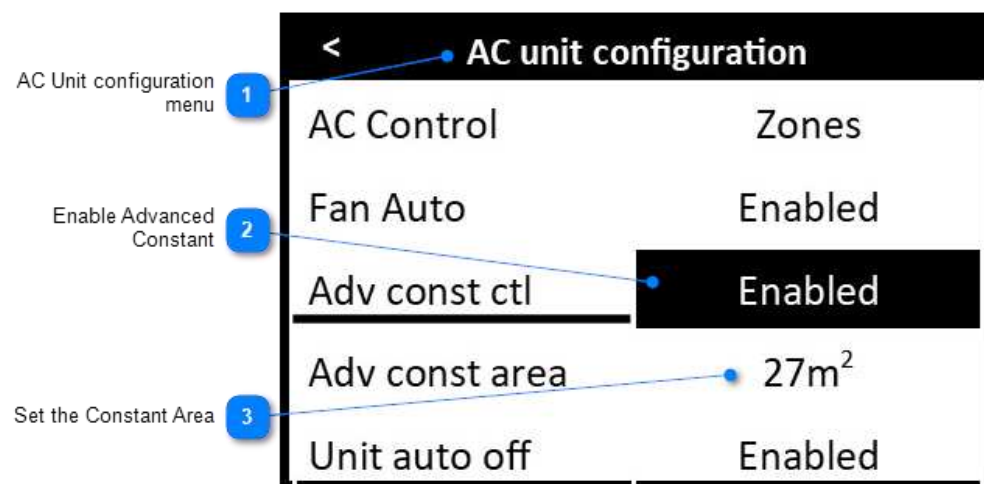 < AC unit configuration
AC Unit configuration
menu
1
AC Control Zones
Fan Auto Enabled
Enable Advanced
Constant
2
Adv const ctl Enabled
Adv const area 27m²
Set the Constant Area 3
Unit auto off Enabled